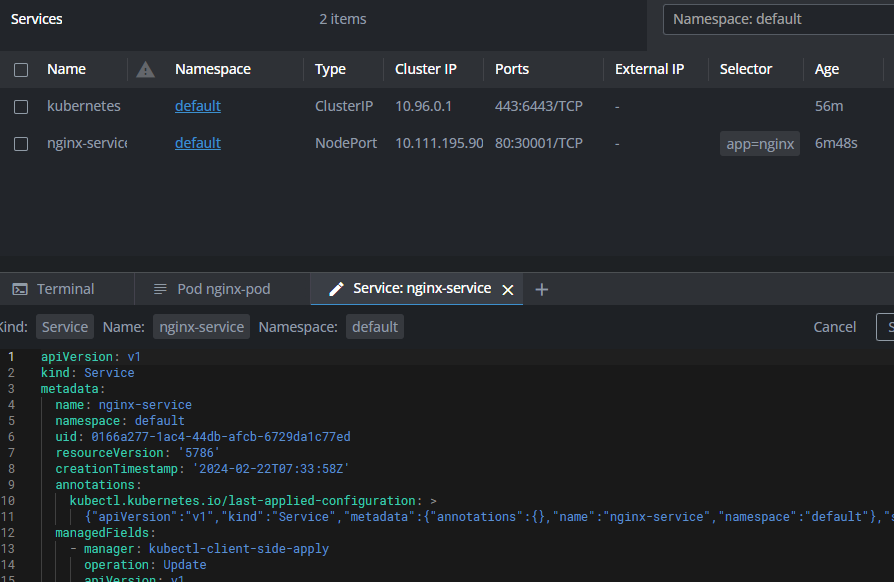 Services 2 items Namespace: default
Name Namespace Type Cluster IP Ports External IP Selector Age
kubernetes default ClusterIP 10.96.0.1 443:6443/TCP - 56m
nginx-service default NodePort 10.111.195.90 80:30001/TCP - app=nginx 6m48s
Terminal Pod nginx-pod Service: nginx-service
Kind: Service Name: nginx-service Namespace: default Cancel S
1 apiVersion: v1
2 kind: Service
3 metadata:
4 name: nginx-service
5 namespace: default
6 uid: 0166a277-1ac4-44db-afcb-6729da1c77ed
7 resourceVersion: '5786'
8 creationTimestamp: '2024-02-22T07:33:58Z'
9 annotations:
10 kubectl.kubernetes.io/last-applied-configuration: >
11 {"apiVersion":"v1","kind":"Service","metadata":{"annotations":{},"name":"nginx-service","namespace":"default"},"s
12 managedFields:
13 - manager: kubectl-client-side-apply
14 operation: Update
15 apiVersion: v1